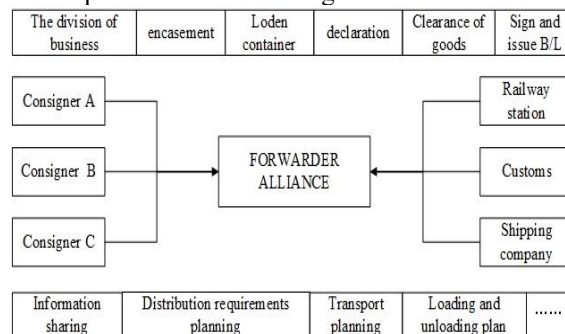 The division of
business
encasement
Loden
container
declaration
Clearance of
goods
Sign and
issue B/L
Consigner A
Consigner B
Consigner C
FORWARDER
ALLIANCE
Railway
station
Customs
Shipping
company
Information
sharing
Distribution requirements
planning
Transport
planning
Loading and
unloading plan
……